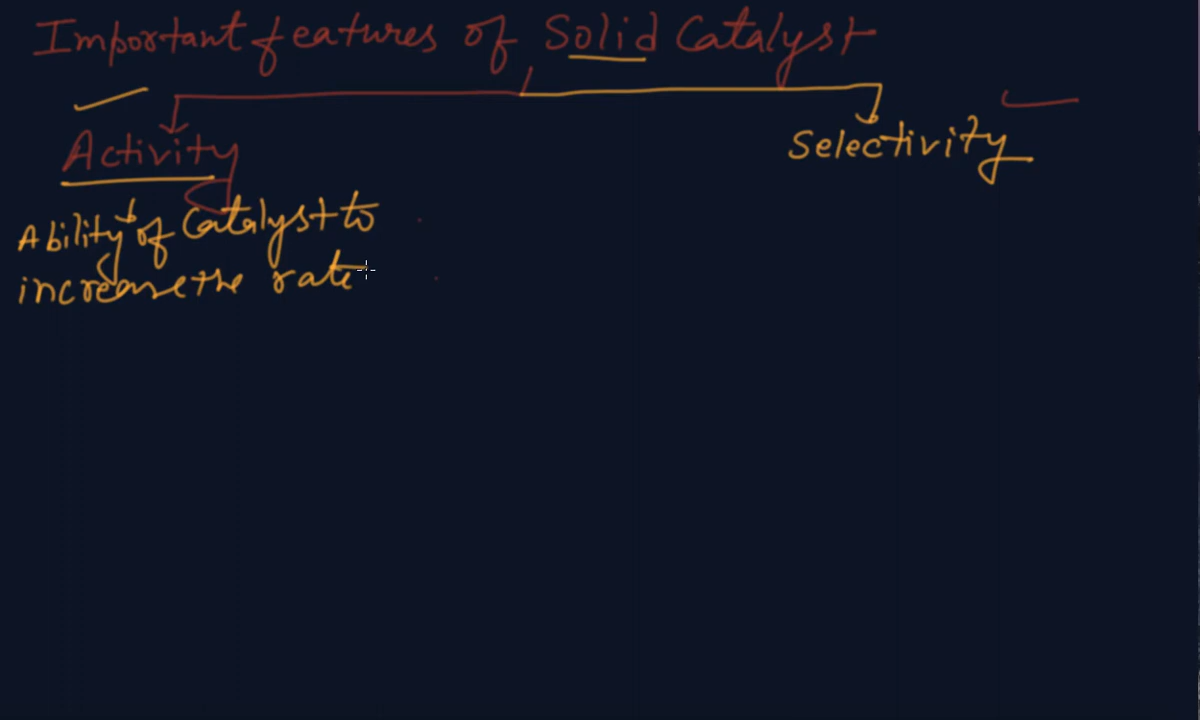 Important features of Solid Catalyst
Activity
Selectivity
Ability of Catalyst to
increase the rate